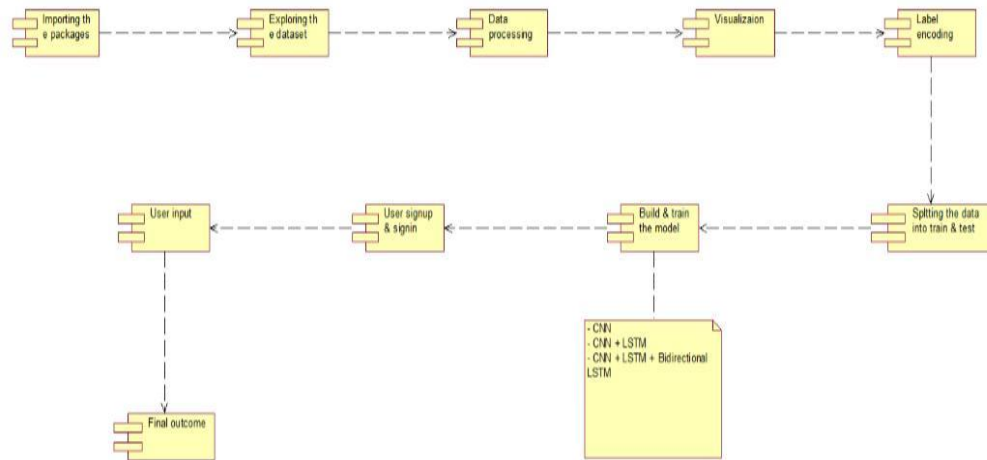 Importing th
e packages
Exploring th
e dataset
Data
processing
Visualizaion
Label
encoding
User input
User signup
& signin
Build & train
the model
Spltting the data
into train & test
- CNN
- CNN + LSTM
- CNN + LSTM + Bidirectional
LSTM
Final outcome